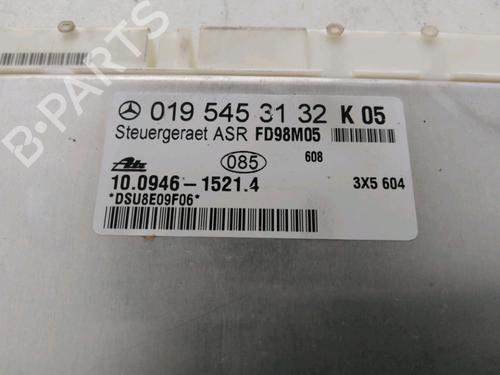 B-PARTS
019 545 31 32 K 05
Steuergeraet ASR FD98M05
Ate 085 608
10.0946-1521.4 3X5 604
*DSU8E09F06*